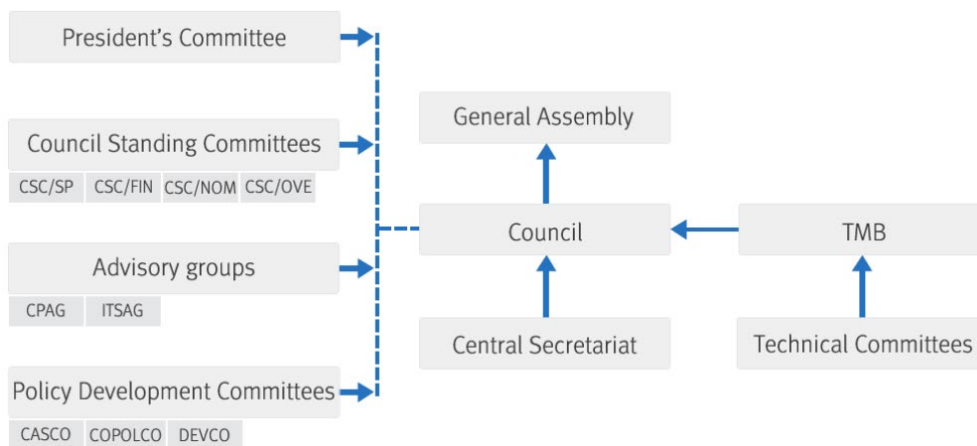 President's Committee
Council Standing Committees
CSC/SP CSC/FIN CSC/NOM CSC/OVE
Advisory groups
CPAG ITSAG
Policy Development Committees
CASCO COPOLCO DEVCO
General Assembly
Council
Central Secretariat
TMB
Technical Committees